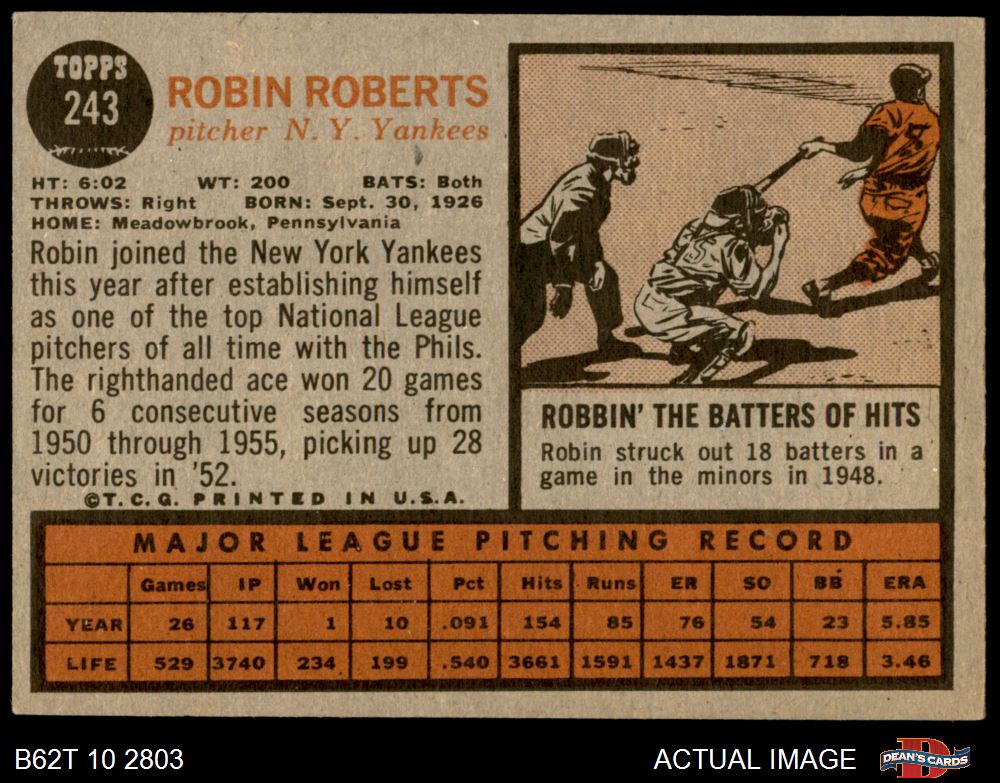 TOPPS
243
ROBIN ROBERTS
pitcher N. Y. Yankees
HT: 6:02 WT: 200 BATS: Both
THROWS: Right BORN: Sept. 30, 1926
HOME: Meadowbrook, Pennsylvania
Robin joined the New York Yankees
this year after establishing himself
as one of the top National League
pitchers of all time with the Phils.
The righthanded ace won 20 games
for 6 consecutive seasons from
1950 through 1955, picking up 28
victories in '52.
©T.C.G. PRINTED IN U.S.A.
5
5
ROBBIN' THE BATTERS OF HITS
Robin struck out 18 batters in a
game in the minors in 1948.
MAJOR LEAGUE PITCHING RECORD
Games IP Won Lost Pct Hits Runs ER SO BB ERA
YEAR 26 117 1 10 .091 154 85 76 54 23 5.85
LIFE 529 3740 234 199 .540 3661 1591 1437 1871 718 3.46
B62T 10 2803
ACTUAL IMAGE
D
DEAN'S CARDS